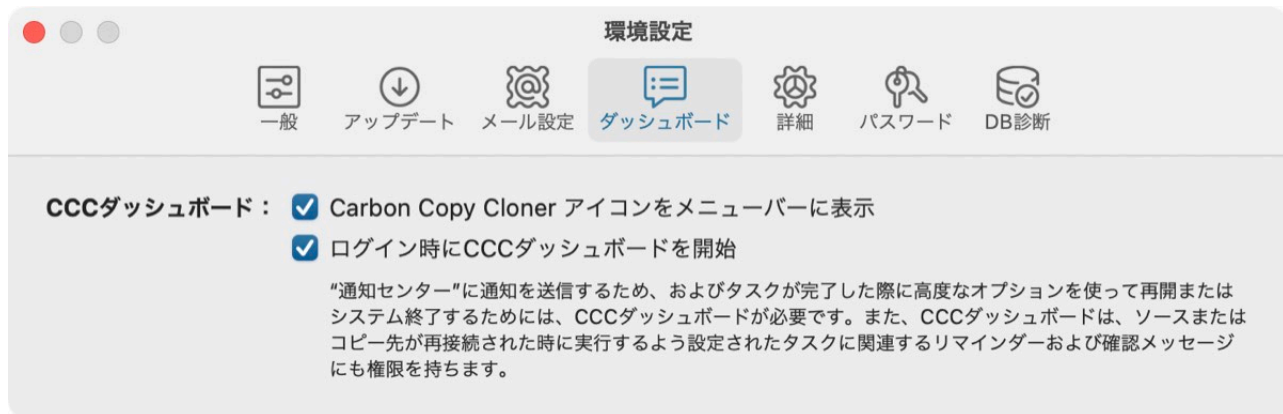 環境設定
一般
アップデート
メール設定
ダッシュボード
詳細
パスワード
DB診断
CCCダッシュボード： Carbon Copy Cloner アイコンをメニューバーに表示
ログイン時にCCCダッシュボードを開始
“通知センター”に通知を送信するため、およびタスクが完了した際に高度なオプションを使って再開または
システム終了するためには、CCCダッシュボードが必要です。また、CCCダッシュボードは、ソースまたは
コピー先が再接続された時に実行するよう設定されたタスクに関連するリマインダーおよび確認メッセージ
にも権限を持ちます。